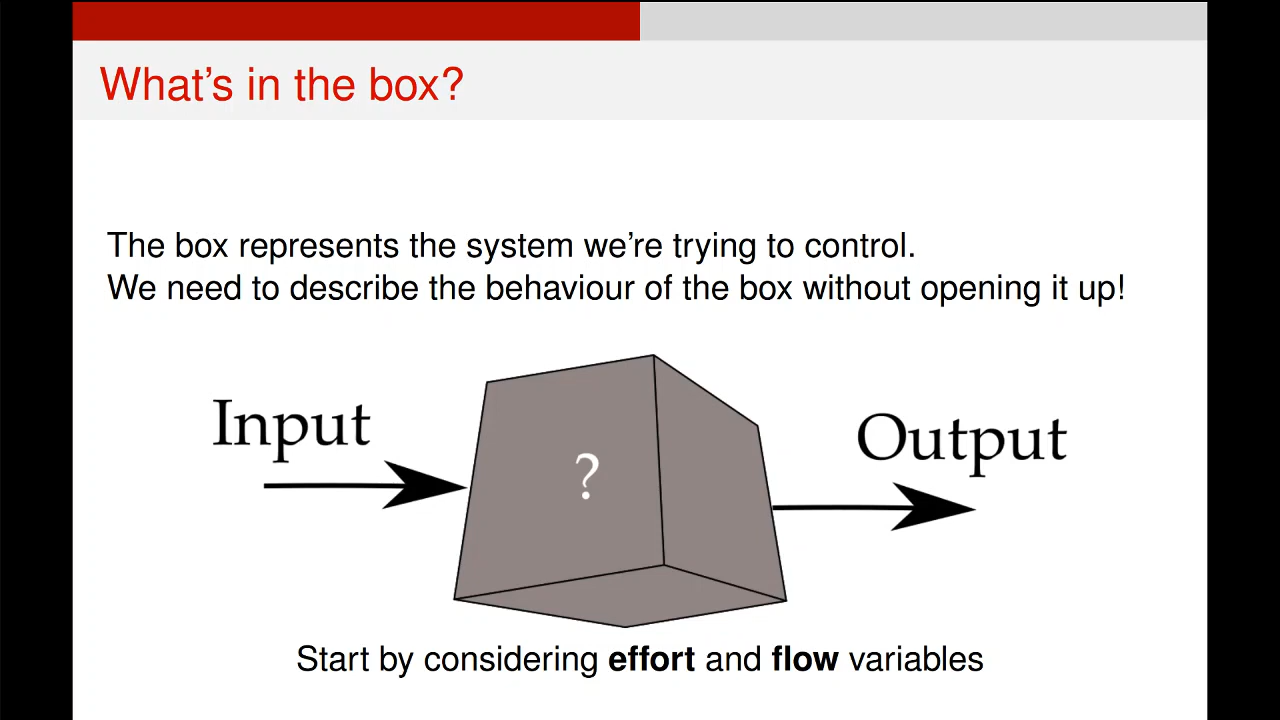 What’s in the box?
The box represents the system we’re trying to control.
We need to describe the behaviour of the box without opening it up!
Input
Output
?
Start by considering effort and flow variables